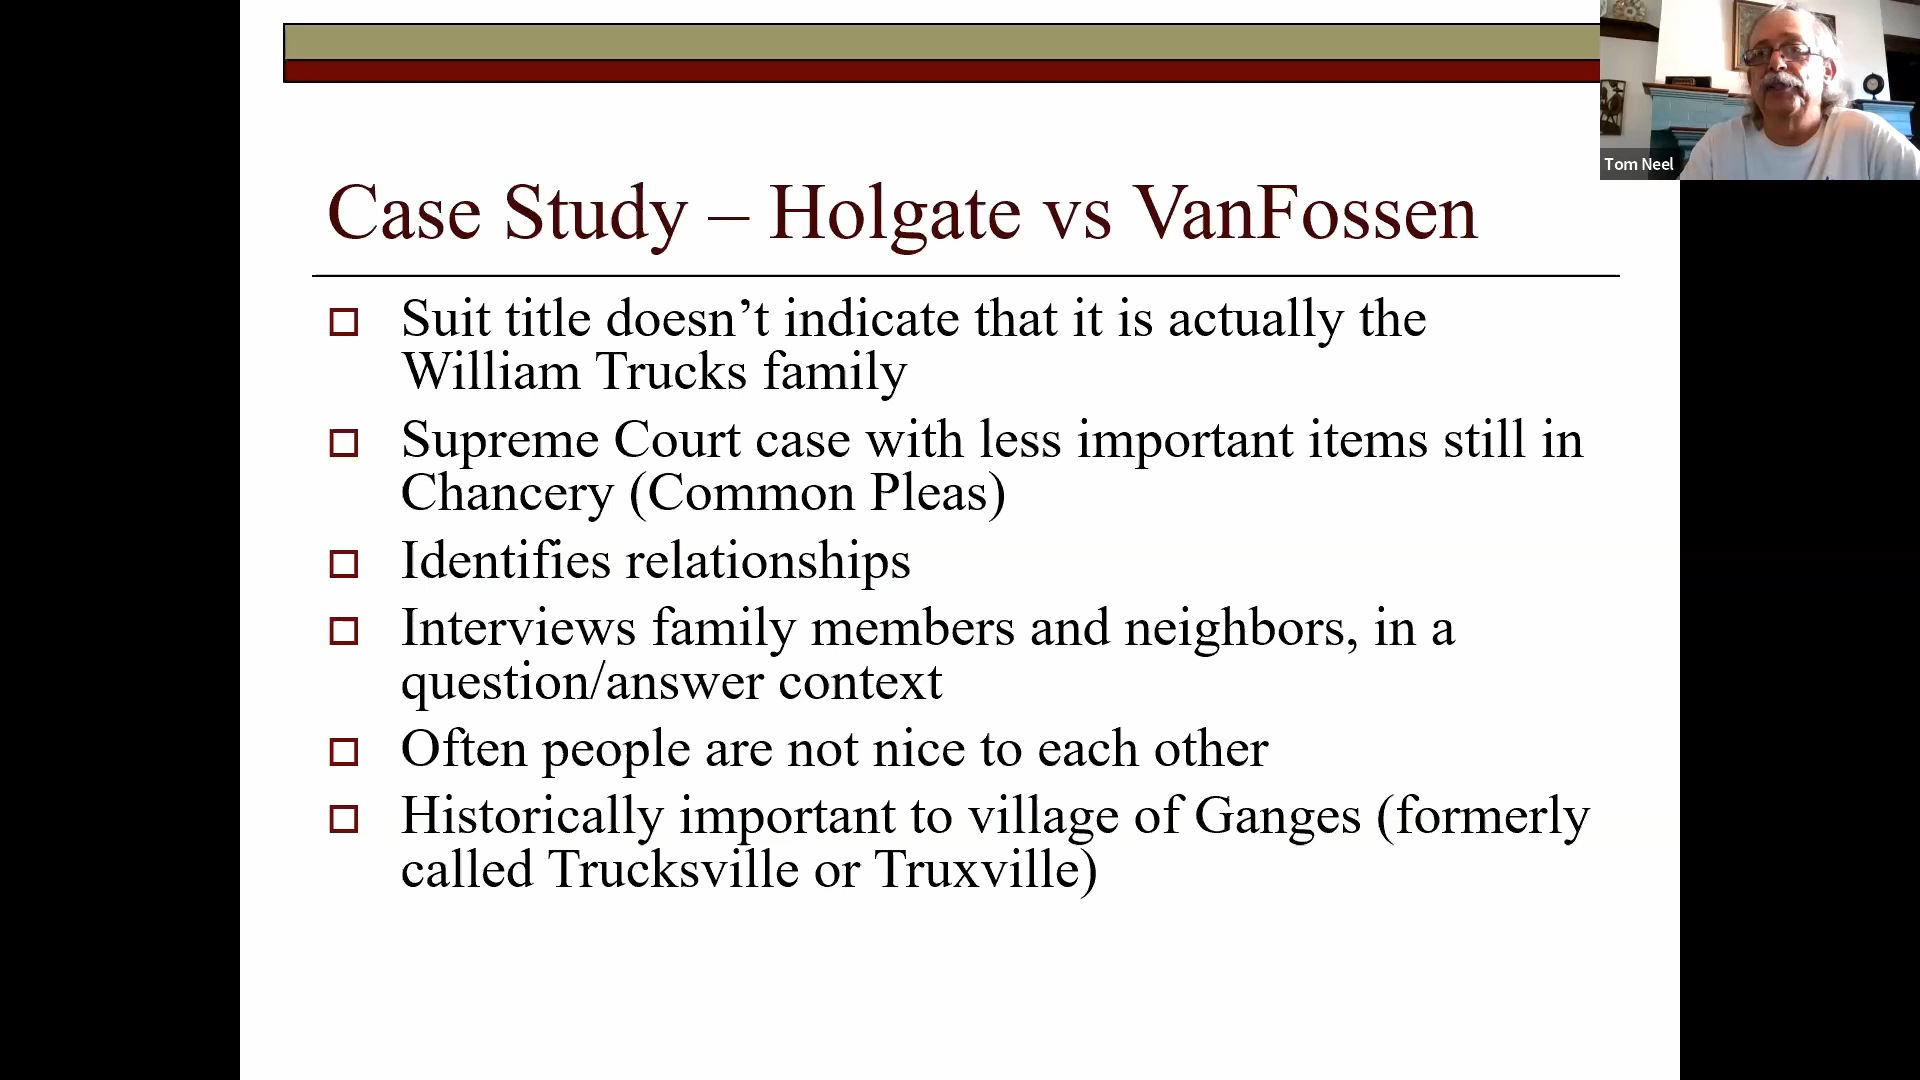 Case Study – Holgate vs VanFossen
Suit title doesn’t indicate that it is actually the
William Trucks family
Supreme Court case with less important items still in
Chancery (Common Pleas)
Identifies relationships
Interviews family members and neighbors, in a
question/answer context
Often people are not nice to each other
Historically important to village of Ganges (formerly
called Trucksville or Truxville)
Tom Neel